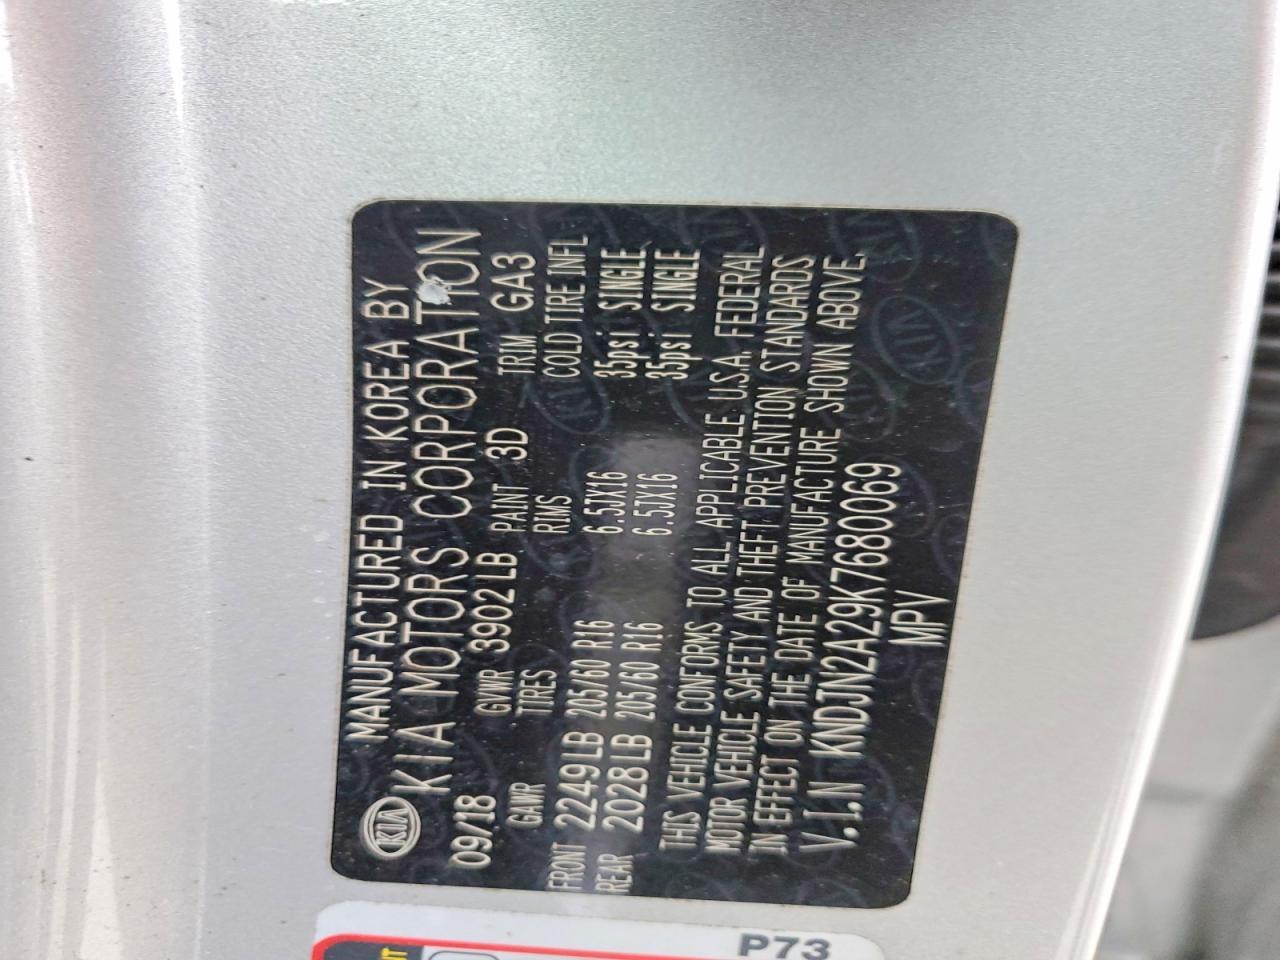 MANUFACTURED IN KOREA BY
KIA KIA MOTORS CORPORATION
09/18 GVWR 3902LB PAINT 3D TRIM GA3
GAWR TIRES RIMS COLD TIRE INFL
FRONT 2249LB 205/60 R16 6.5JX16 35psi SINGLE
REAR 2028LB 205/60 R16 6.5JX16 35psi SINGLE
THIS VEHICLE CONFORMS TO ALL APPLICABLE U.S.A. FEDERAL
MOTOR VEHICLE SAFETY AND THEFT PREVENTION STANDARDS
IN EFFECT ON THE DATE OF MANUFACTURE SHOWN ABOVE.
V.I.N KNDJN2A29K7680069
MPV
P73